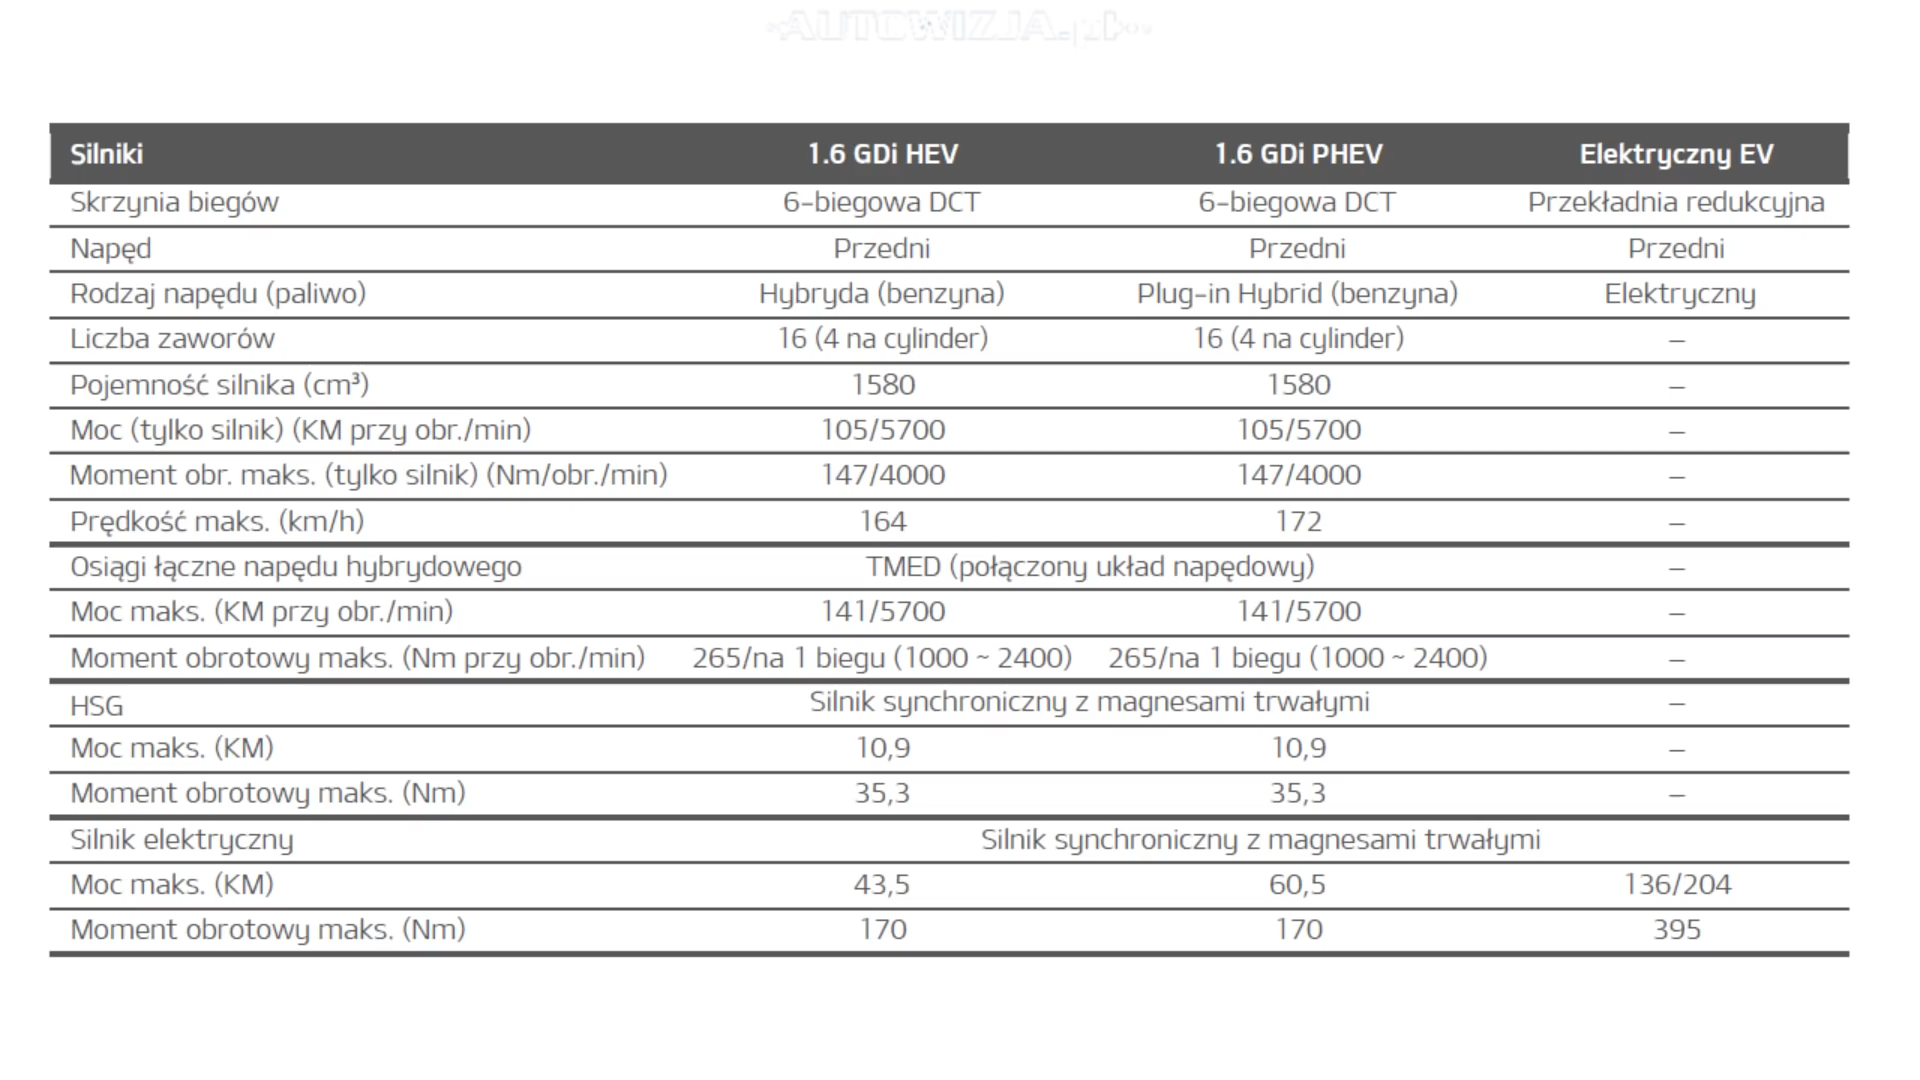 AUTOWIZJA.pl
Silniki 1.6 GDi HEV 1.6 GDi PHEV Elektryczny EV
Skrzynia biegów 6-biegowa DCT 6-biegowa DCT Przekładnia redukcyjna
Napęd Przedni Przedni Przedni
Rodzaj napędu (paliwo) Hybryda (benzyna) Plug-in Hybrid (benzyna) Elektryczny
Liczba zaworów 16 (4 na cylinder) 16 (4 na cylinder) –
Pojemność silnika (cm³) 1580 1580 –
Moc (tylko silnik) (KM przy obr./min) 105/5700 105/5700 –
Moment obr. maks. (tylko silnik) (Nm/obr./min) 147/4000 147/4000 –
Prędkość maks. (km/h) 164 172 –
Osiągi łączne napędu hybrydowego TMED (połączony układ napędowy) –
Moc maks. (KM przy obr./min) 141/5700 141/5700 –
Moment obrotowy maks. (Nm przy obr./min) 265/na 1 biegu (1000 ~ 2400) 265/na 1 biegu (1000 ~ 2400) –
HSG Silnik synchroniczny z magnesami trwałymi –
Moc maks. (KM) 10,9 10,9 –
Moment obrotowy maks. (Nm) 35,3 35,3 –
Silnik elektryczny Silnik synchroniczny z magnesami trwałymi
Moc maks. (KM) 43,5 60,5 136/204
Moment obrotowy maks. (Nm) 170 170 395